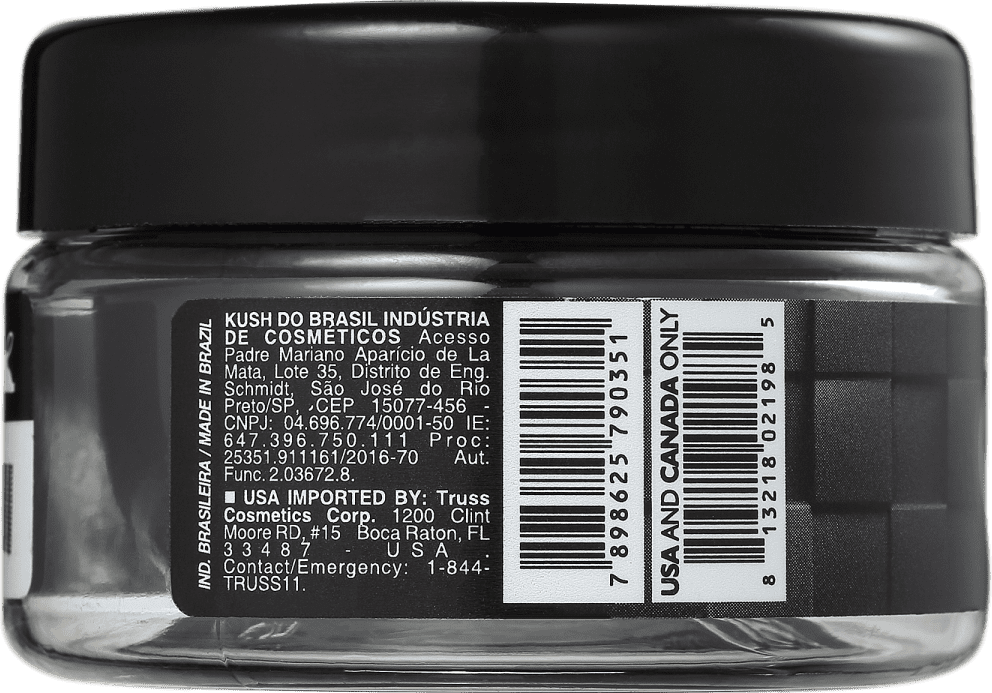 IND. BRASILEIRA / MADE IN BRAZIL
KUSH DO BRASIL INDÚSTRIA
DE COSMÉTICOS Acesso
Padre Mariano Aparício de La
Mata, Lote 35, Distrito de Eng.
Schmidt, São José do Rio
Preto/SP, CEP 15077-456 -
CNPJ: 04.696.774/0001-50 IE:
647.396.750.111 Proc:
25351.911161/2016-70 Aut.
Func. 2.03672.8.
■ USA IMPORTED BY: Truss
Cosmetics Corp. 1200 Clint
Moore RD, #15 Boca Raton, FL
33487 - USA .
Contact/Emergency: 1-844-
TRUSS11.
7 898625 790351
USA AND CANADA ONLY
8 13218 02198 5